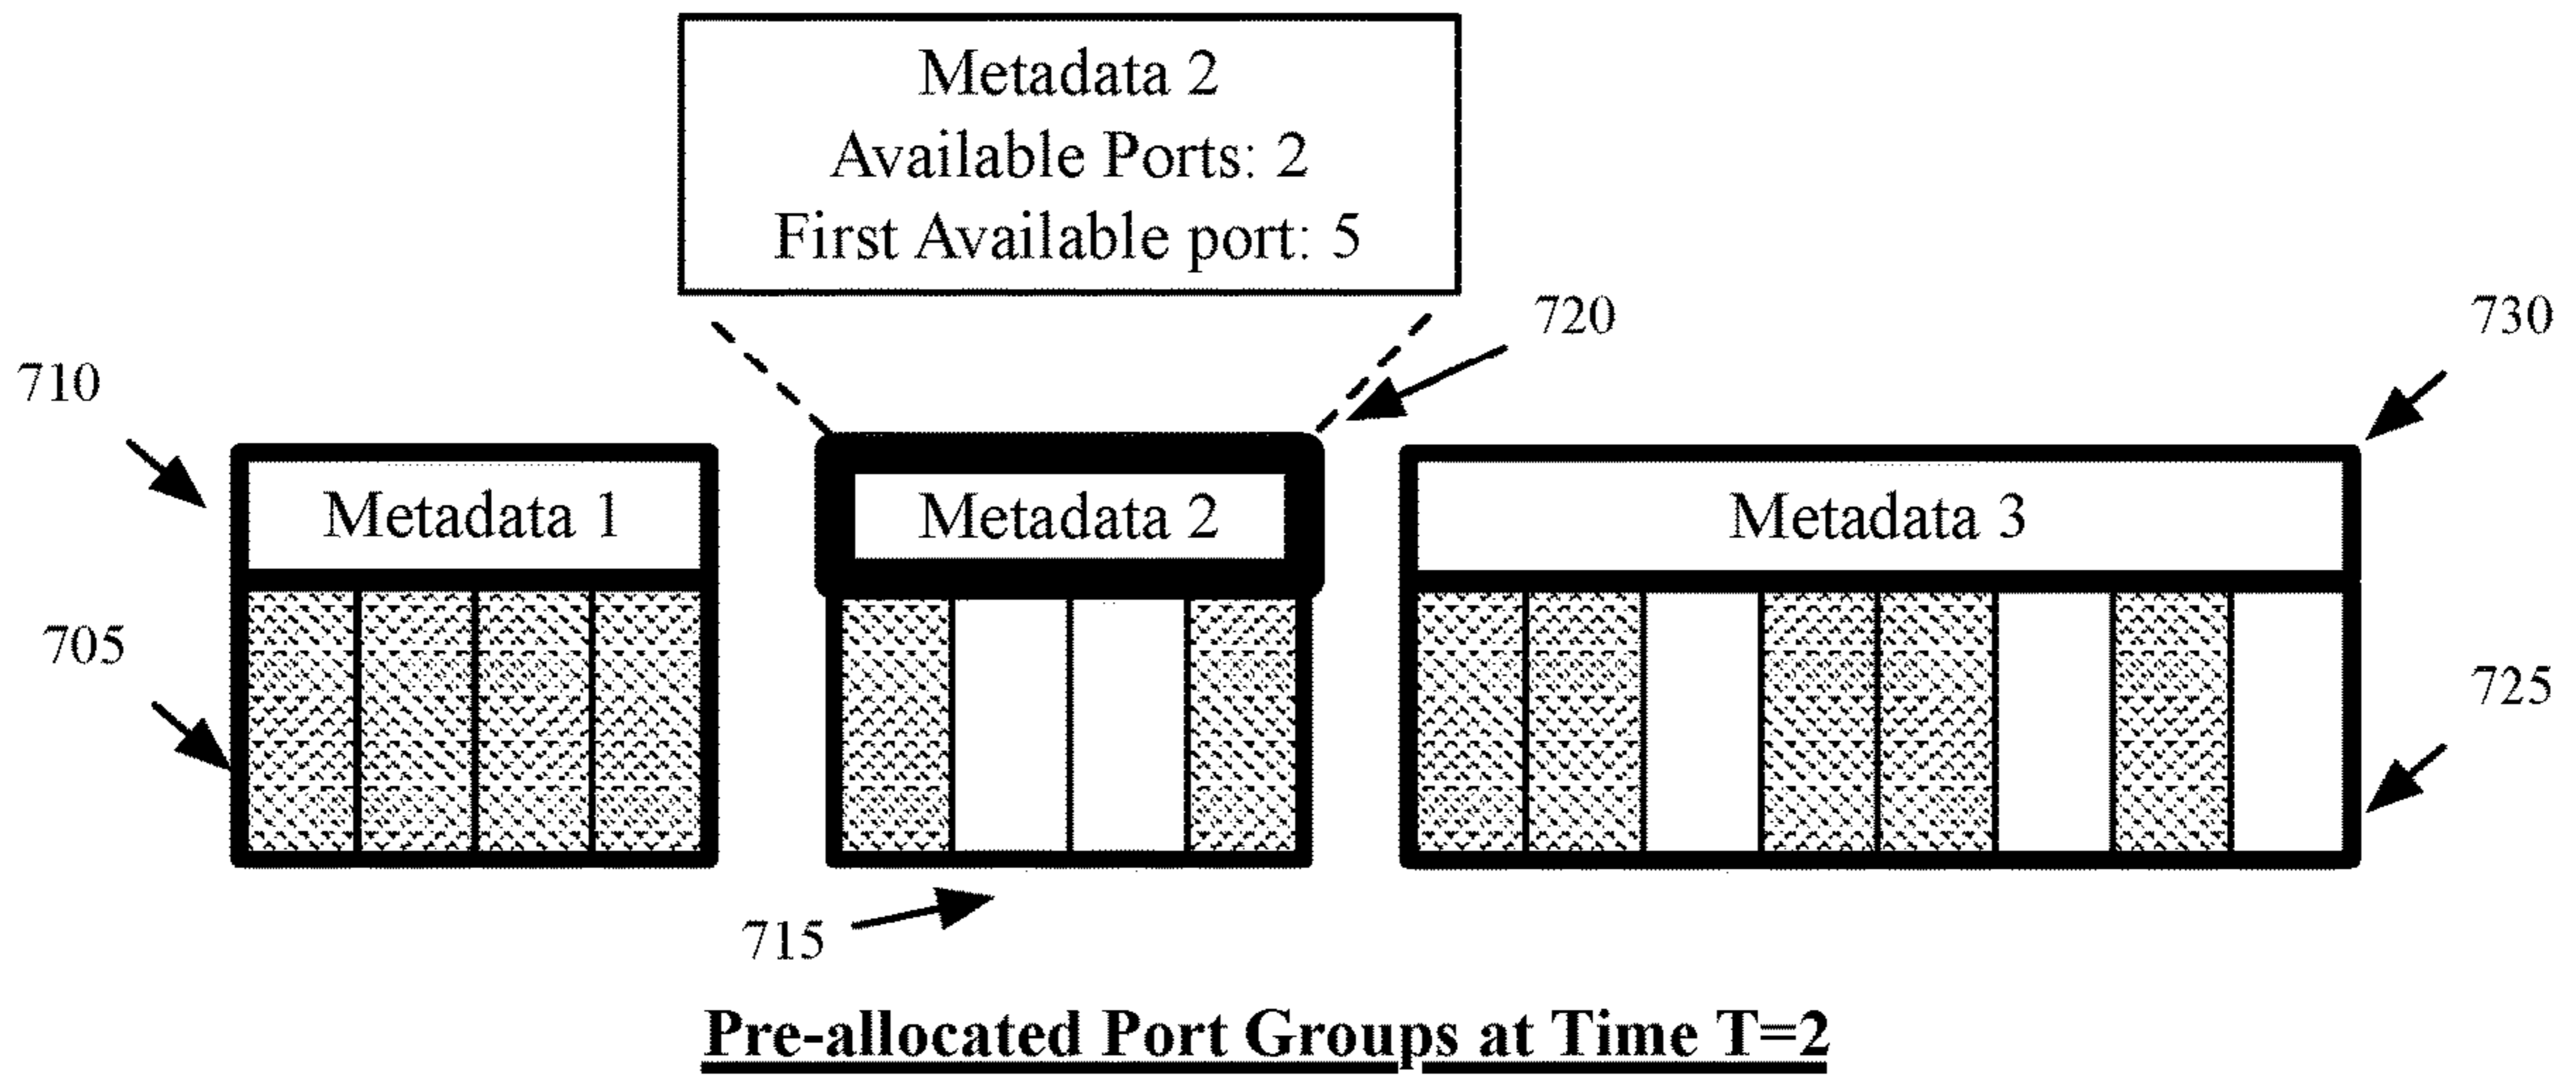 Metadata 2
Available Ports: 2
First Available port: 5
720
730
710
Metadata 1
Metadata 2
Metadata 3
705
725
715
Pre-allocated Port Groups at Time T=2